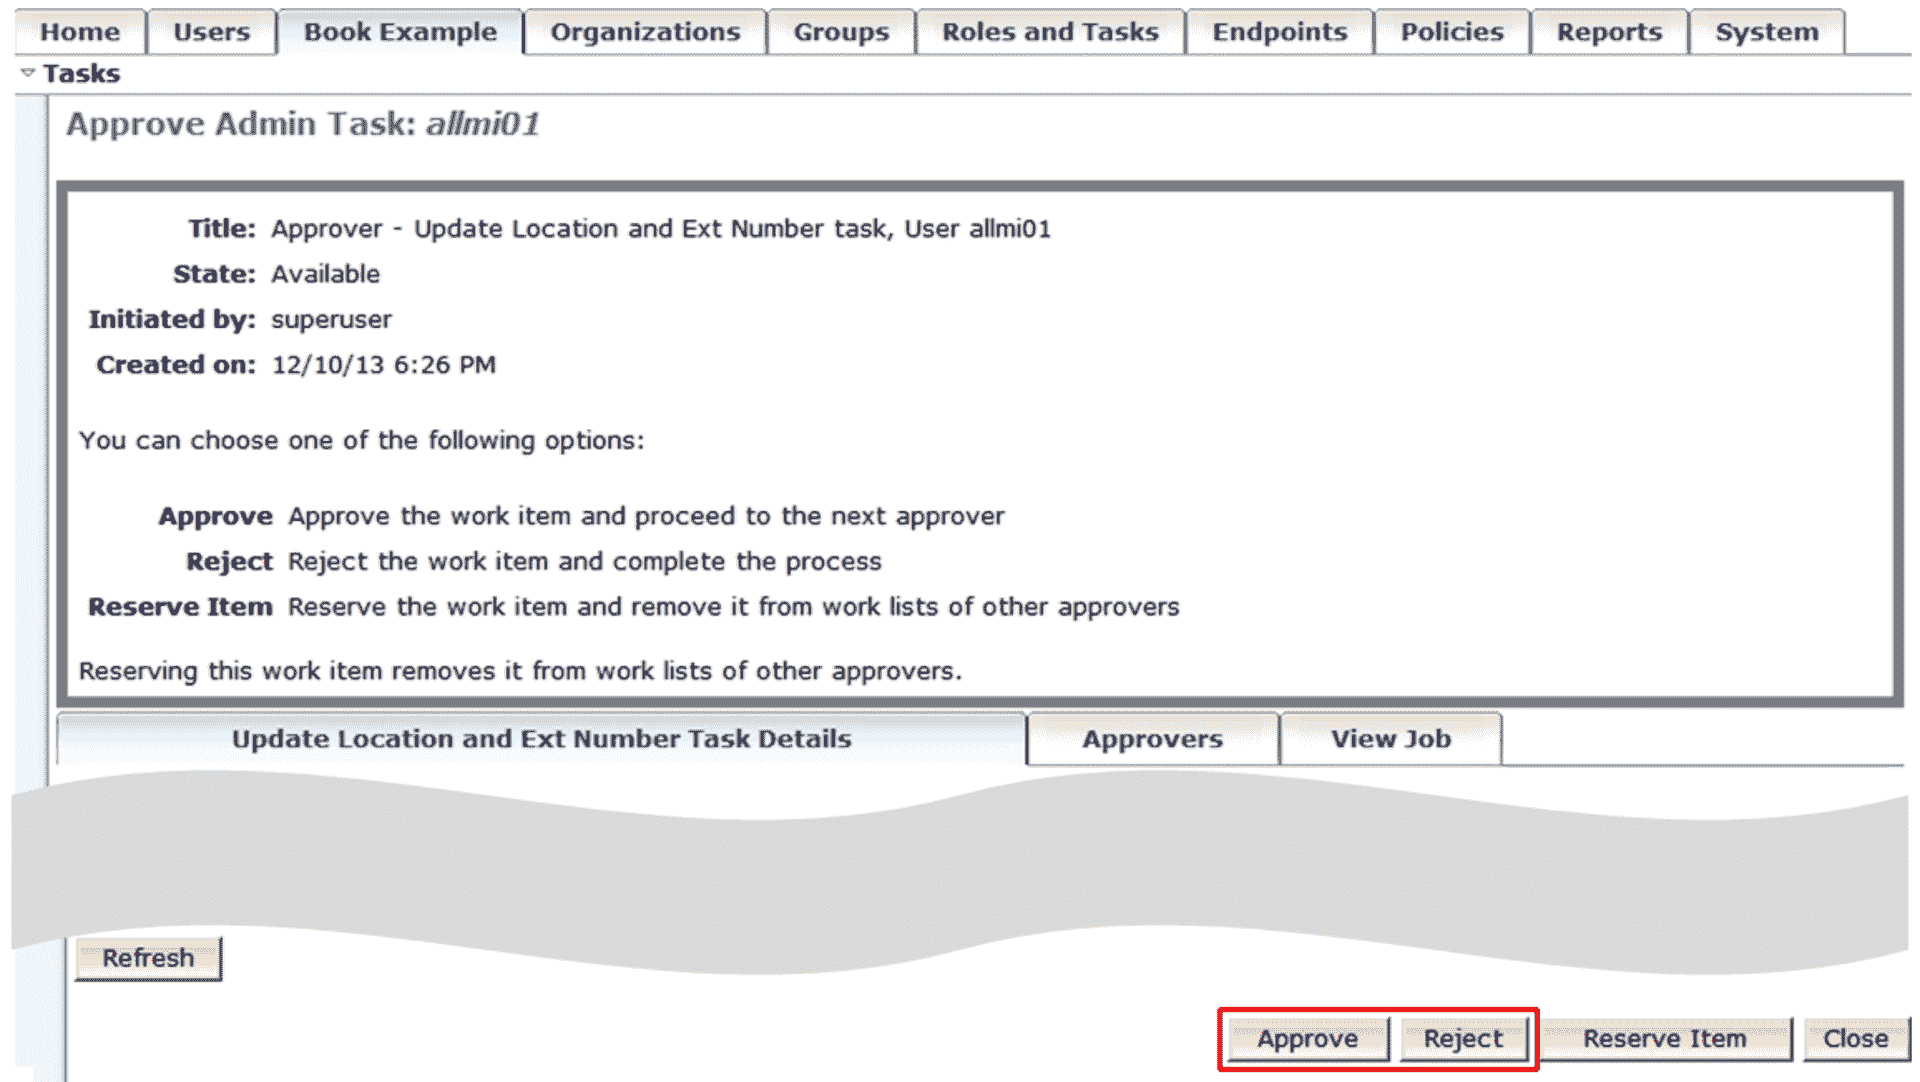 Home Users Book Example Organizations Groups Roles and Tasks Endpoints Policies Reports System
Tasks
Approve Admin Task: allmi01
Title: Approver - Update Location and Ext Number task, User allmi01
State: Available
Initiated by: superuser
Created on: 12/10/13 6:26 PM
You can choose one of the following options:
Approve Approve the work item and proceed to the next approver
Reject Reject the work item and complete the process
Reserve Item Reserve the work item and remove it from work lists of other approvers
Reserving this work item removes it from work lists of other approvers.
Update Location and Ext Number Task Details Approvers View Job
Refresh
Approve Reject Reserve Item Close